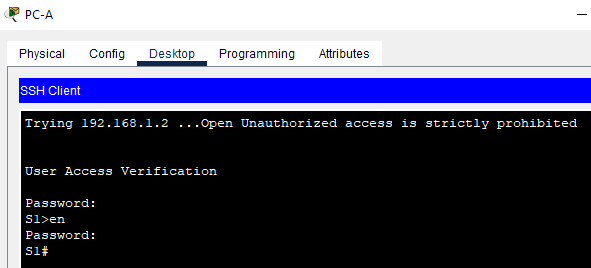 PC-A
Physical Config Desktop Programming Attributes
SSH Client
Trying 192.168.1.2 ...Open Unauthorized access is strictly prohibited
User Access Verification
Password:
S1>en
Password:
S1#